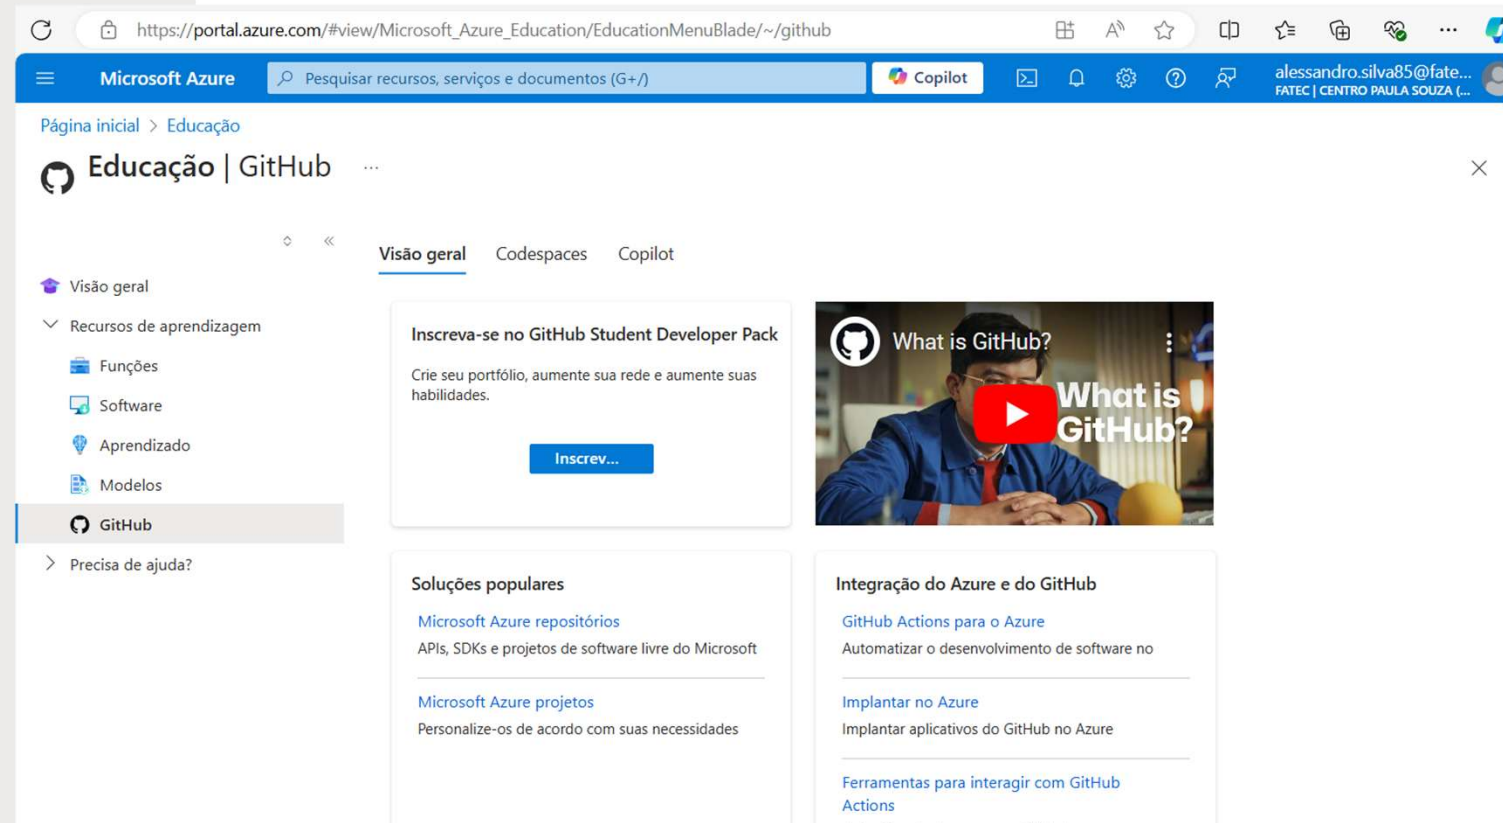 https://portal.azure.com/#view/Microsoft_Azure_Education/EducationMenuBlade/~/github
Microsoft Azure
Pesquisar recursos, serviços e documentos (G+/)
Copilot
alessandro.silva85@fate...
FATEC | CENTRO PAULA SOUZA (...
Página inicial > Educação
Educação | GitHub ...
Visão geral
Recursos de aprendizagem
Funções
Software
Aprendizado
Modelos
GitHub
Precisa de ajuda?
Visão geral Codespaces Copilot
Inscreva-se no GitHub Student Developer Pack
Crie seu portfólio, aumente sua rede e aumente suas
habilidades.
Inscrev...
What is GitHub?
What is
GitHub?
Soluções populares
Microsoft Azure repositórios
APIs, SDKs e projetos de software livre do Microsoft
Microsoft Azure projetos
Personalize-os de acordo com suas necessidades
Integração do Azure e do GitHub
GitHub Actions para o Azure
Automatizar o desenvolvimento de software no
Implantar no Azure
Implantar aplicativos do GitHub no Azure
Ferramentas para interagir com GitHub
Actions